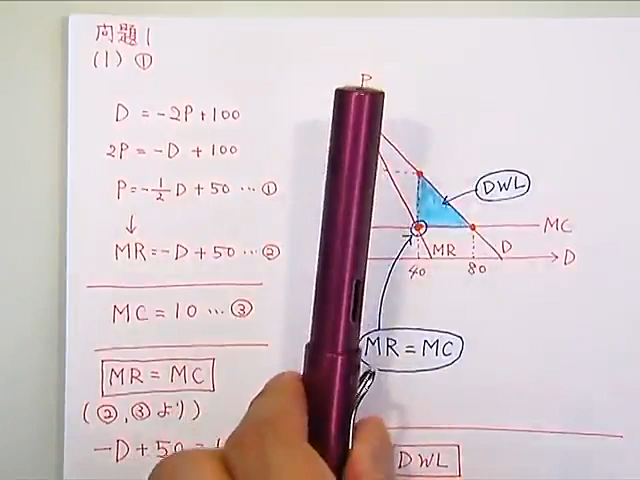 問題1
(1) ①
D = -2P+100
2P = -D + 100
P = -1/2 D + 50 … ①
↓
MR = -D + 50 … ②
MC = 10 … ③
MR = MC
(②,③より)
-D + 50 =
P
DWL
MC
MR
D
D
40
80
MR = MC
DWL